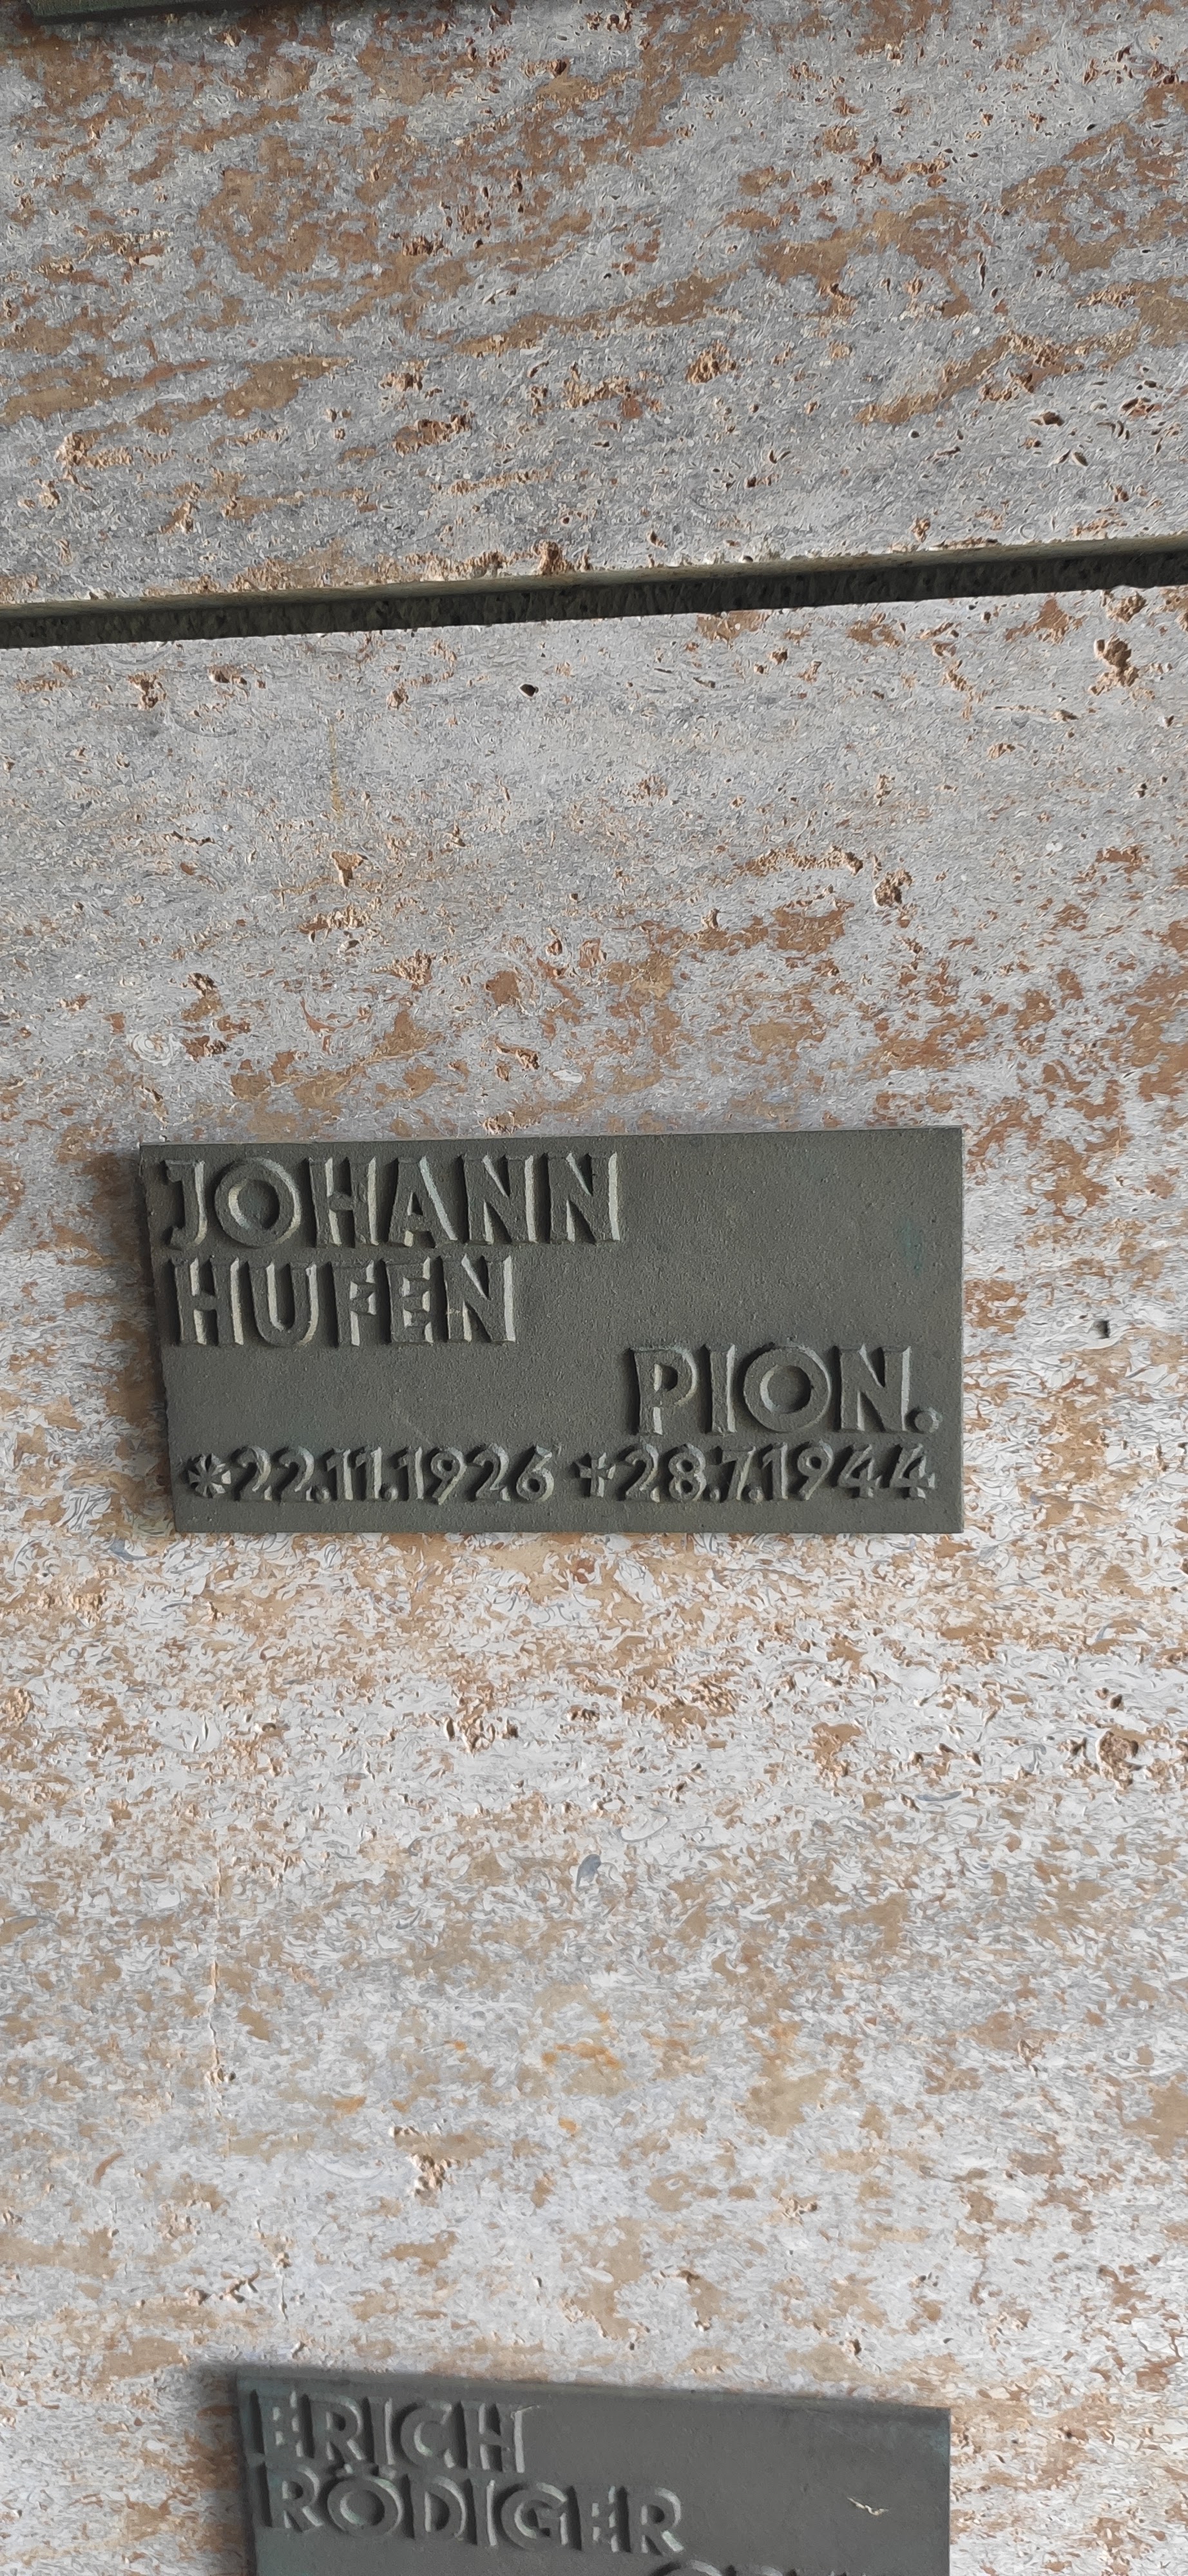 JOHANN
HUFEN
PION.
*22.11.1926 †28.7.1944
ERICH
RÖDIGER